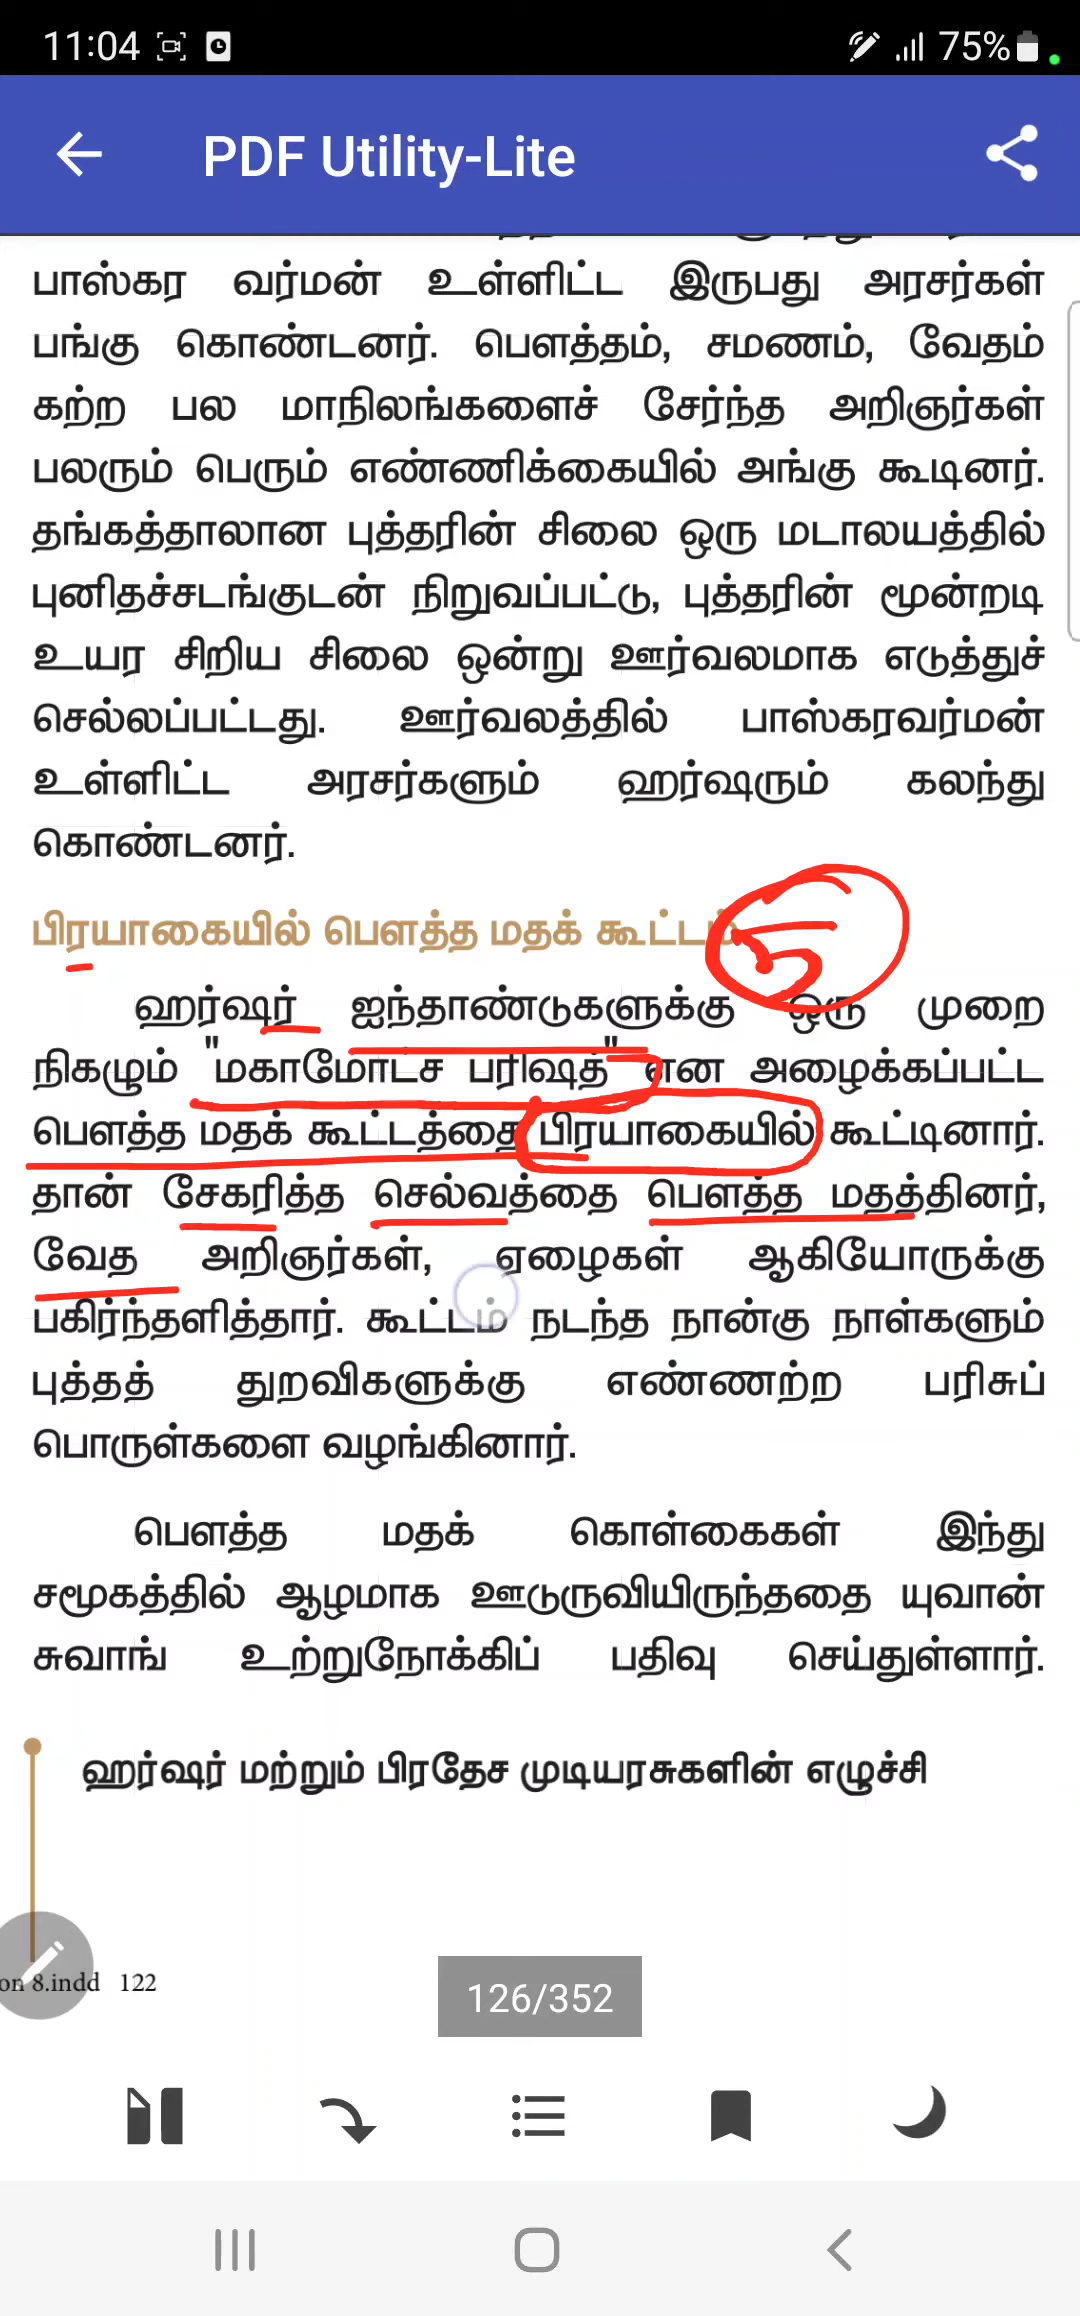 11:04
75%
PDF Utility-Lite
பாஸ்கர வர்மன் உள்ளிட்ட இருபது அரசர்கள்
பங்கு கொண்டனர். பௌத்தம், சமணம், வேதம்
கற்ற பல மாநிலங்களைச் சேர்ந்த அறிஞர்கள்
பலரும் பெரும் எண்ணிக்கையில் அங்கு கூடினர்.
தங்கத்தாலான புத்தரின் சிலை ஒரு மடாலயத்தில்
புனிதச்சடங்குடன் நிறுவப்பட்டு, புத்தரின் மூன்றடி
உயர சிறிய சிலை ஒன்று ஊர்வலமாக எடுத்துச்
செல்லப்பட்டது. ஊர்வலத்தில் பாஸ்கரவர்மன்
உள்ளிட்ட அரசர்களும் ஹர்ஷரும் கலந்து
கொண்டனர்.
பிரயாகையில் பௌத்த மதக் கூட்டம்
5
ஹர்ஷர் ஐந்தாண்டுகளுக்கு ஒரு முறை
நிகழும் "மகாமோட்ச பரிஷத்" என அழைக்கப்பட்ட
பௌத்த மதக் கூட்டத்தை பிரயாகையில் கூட்டினார்.
தான் சேகரித்த செல்வத்தை பௌத்த மதத்தினர்,
வேத அறிஞர்கள், ஏழைகள் ஆகியோருக்கு
பகிர்ந்தளித்தார். கூட்டம் நடந்த நான்கு நாள்களும்
புத்தத் துறவிகளுக்கு எண்ணற்ற பரிசுப்
பொருள்களை வழங்கினார்.
பௌத்த மதக் கொள்கைகள் இந்து
சமூகத்தில் ஆழமாக ஊடுருவியிருந்ததை யுவான்
சுவாங் உற்றுநோக்கிப் பதிவு செய்துள்ளார்.
ஹர்ஷர் மற்றும் பிரதேச முடியரசுகளின் எழுச்சி
on 8.indd 122
126/352